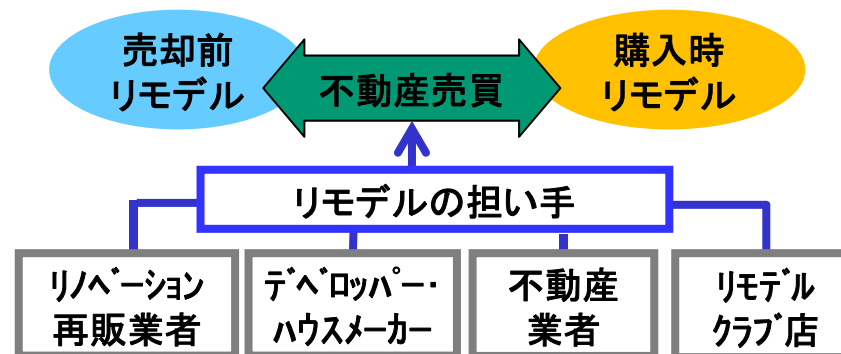 売却前
リモデル
不動産売買
購入時
リモデル
リモデルの担い手
ﾘﾉﾍﾞｰｼｮﾝ
再販業者
ﾃﾞﾍﾞﾛｯﾊﾟｰ・
ﾊｳｽﾒｰｶｰ
不動産
業者
ﾘﾓﾃﾞﾙ
ｸﾗﾌﾞ店